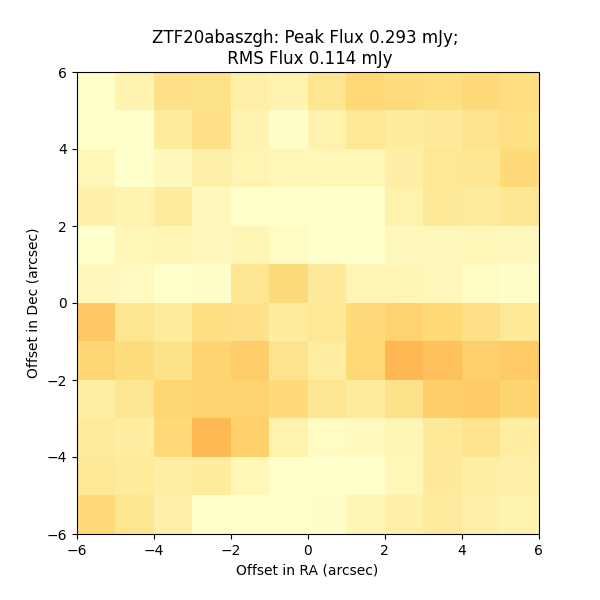 ZTF20abaszgh: Peak Flux 0.293 mJy;
RMS Flux 0.114 mJy
6
4
2
0
−2
−4
−6
Offset in Dec (arcsec)
−6 −4 −2 0 2 4 6
Offset in RA (arcsec)